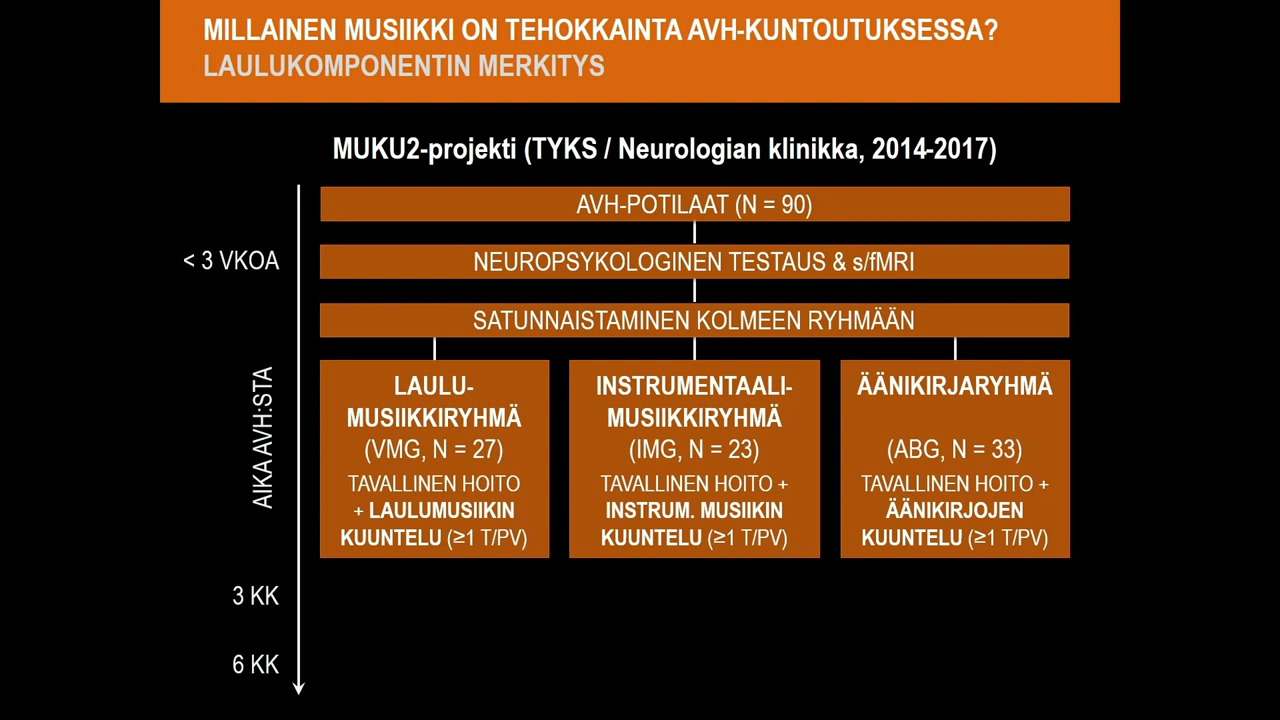 MILLAINEN MUSIIKKI ON TEHOKKAINTA AVH-KUNTOUTUKSESSA?
LAULUKOMPONENTIN MERKITYS
MUKU2-projekti (TYKS / Neurologian klinikka, 2014-2017)
AVH-POTILAAT (N = 90)
< 3 VKOA
NEUROPSYKOLOGINEN TESTAUS & s/fMRI
SATUNNAISTAMINEN KOLMEEN RYHMÄÄN
AIKA AVH:STA
LAULU-
MUSIIKKIRYHMÄ
(VMG, N = 27)
TAVALLINEN HOITO
+ LAULUMUSIIKIN
KUUNTELU (≥1 T/PV)
INSTRUMENTAALI-
MUSIIKKIRYHMÄ
(IMG, N = 23)
TAVALLINEN HOITO +
INSTRUM. MUSIIKIN
KUUNTELU (≥1 T/PV)
ÄÄNIKIRJARYHMÄ
(ABG, N = 33)
TAVALLINEN HOITO +
ÄÄNIKIRJOJEN
KUUNTELU (≥1 T/PV)
3 KK
6 KK